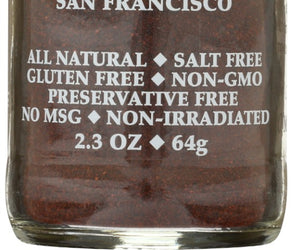 SAN FRANCISCO
ALL NATURAL ◆ SALT FREE
GLUTEN FREE ◆ NON-GMO
PRESERVATIVE FREE
NO MSG ◆ NON-IRRADIATED
2.3 OZ ◆ 64g